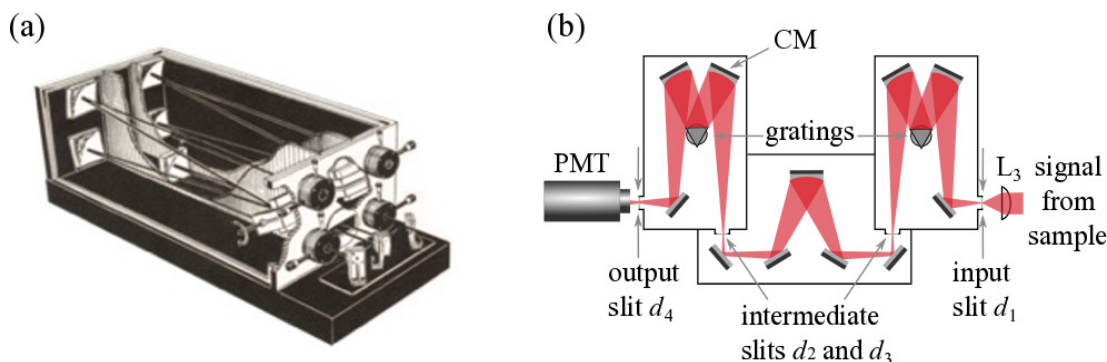 (a)
(b)
CM
gratings
PMT
L3
signal
from
sample
output
slit d4
intermediate
slits d2 and d3
input
slit d1